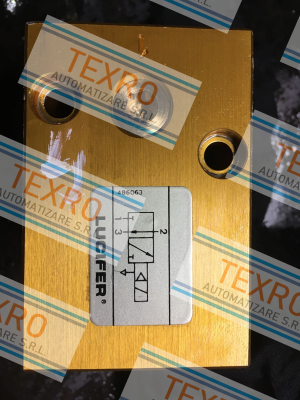 TEXRO
AUTOMATIZARE S.R.L.
TEXRO
AUTOMATIZARE S.R.L.
TEXRO
AUTOMATIZARE S.R.L.
TEXRO
AUTOMATIZARE S.R.L.
TEXRO
AUTOMATIZARE S.R.L.
486063
1
3
2
LUCIFER®